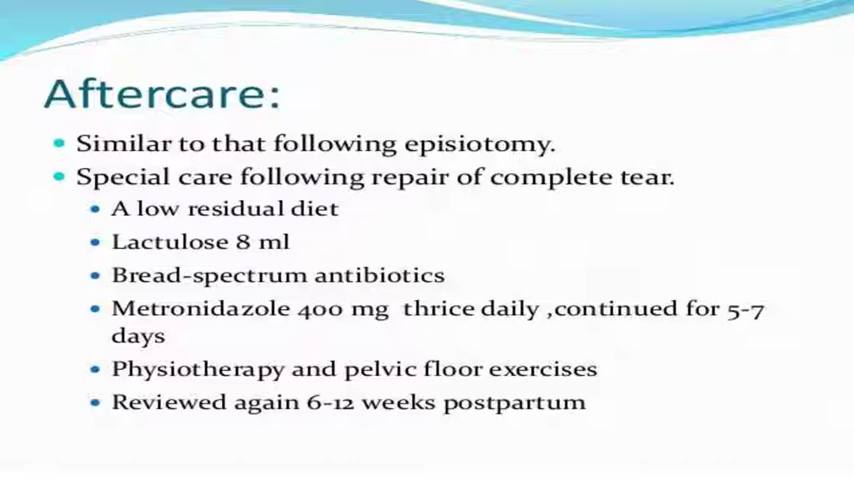 Aftercare:
• Similar to that following episiotomy.
• Special care following repair of complete tear.
• A low residual diet
• Lactulose 8 ml
• Bread-spectrum antibiotics
• Metronidazole 400 mg  thrice daily ,continued for 5-7
days
• Physiotherapy and pelvic floor exercises
• Reviewed again 6-12 weeks postpartum